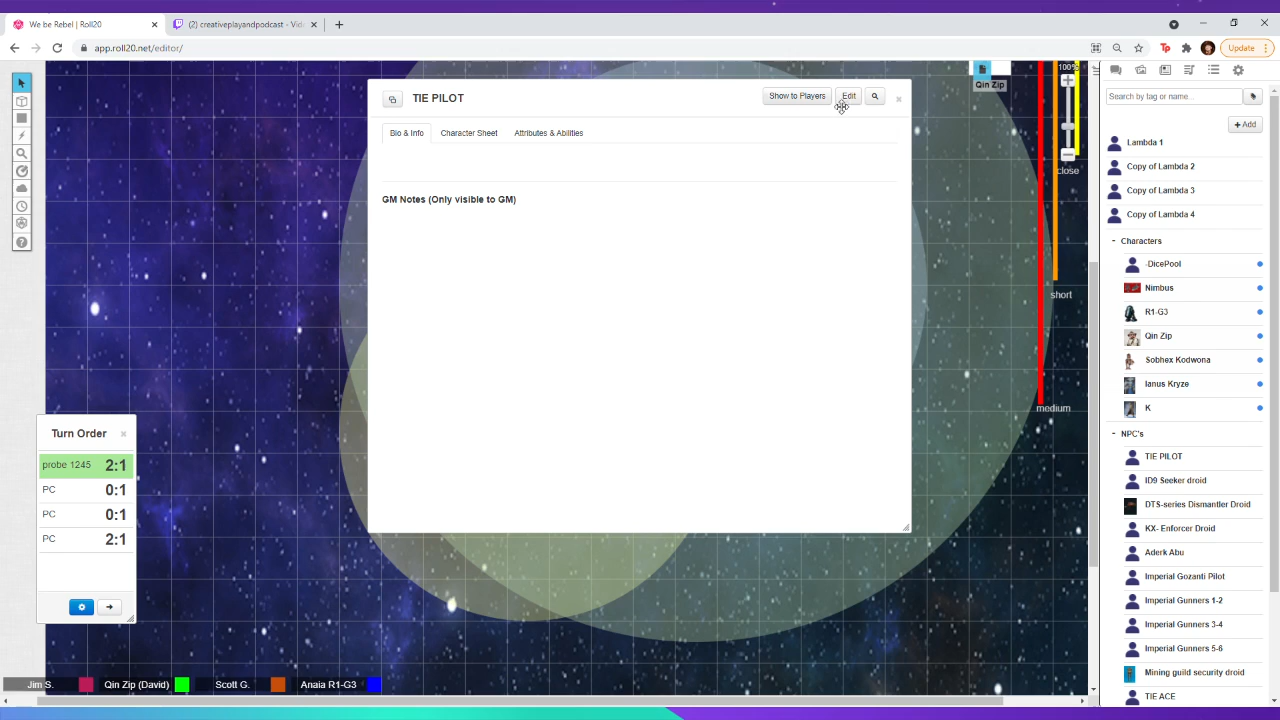 We be Rebel | Roll20
(2) creativeplayandpodcast - Vid
app.roll20.net/editor/
Update
100%
Qin Zip
close
short
medium
TIE PILOT
Show to Players
Edit
Bio & Info
Character Sheet
Attributes & Abilities
GM Notes (Only visible to GM)
Turn Order
probe 1245 2:1
PC 0:1
PC 0:1
PC 2:1
Jim S.
Qin Zip (David)
Scott G.
Anaia R1-G3
Search by tag or name...
+ Add
Lambda 1
Copy of Lambda 2
Copy of Lambda 3
Copy of Lambda 4
Characters
-DicePool
Nimbus
R1-G3
Qin Zip
Sobhex Kodwona
Ianus Kryze
K
NPC's
TIE PILOT
ID9 Seeker droid
DTS-series Dismantler Droid
KX- Enforcer Droid
Aderk Abu
Imperial Gozanti Pilot
Imperial Gunners 1-2
Imperial Gunners 3-4
Imperial Gunners 5-6
Mining guild security droid
TIE ACE